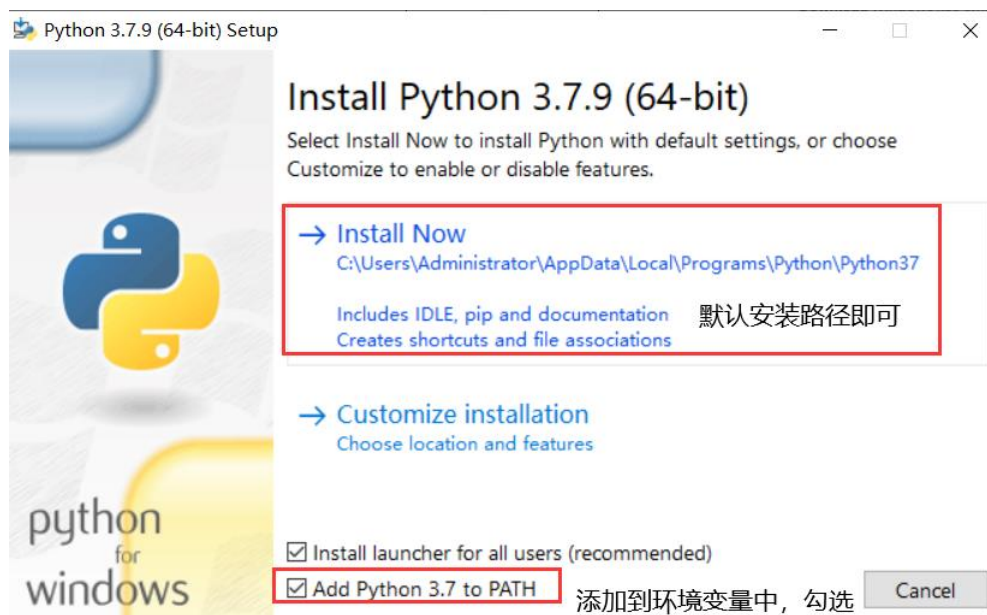 Python 3.7.9 (64-bit) Setup
Install Python 3.7.9 (64-bit)
Select Install Now to install Python with default settings, or choose
Customize to enable or disable features.
Install Now
C:\Users\Administrator\AppData\Local\Programs\Python\Python37
Includes IDLE, pip and documentation
默认安装路径即可
Creates shortcuts and file associations
Customize installation
Choose location and features
python
for
windows
Install launcher for all users (recommended)
Add Python 3.7 to PATH
添加到环境变量中，勾选
Cancel